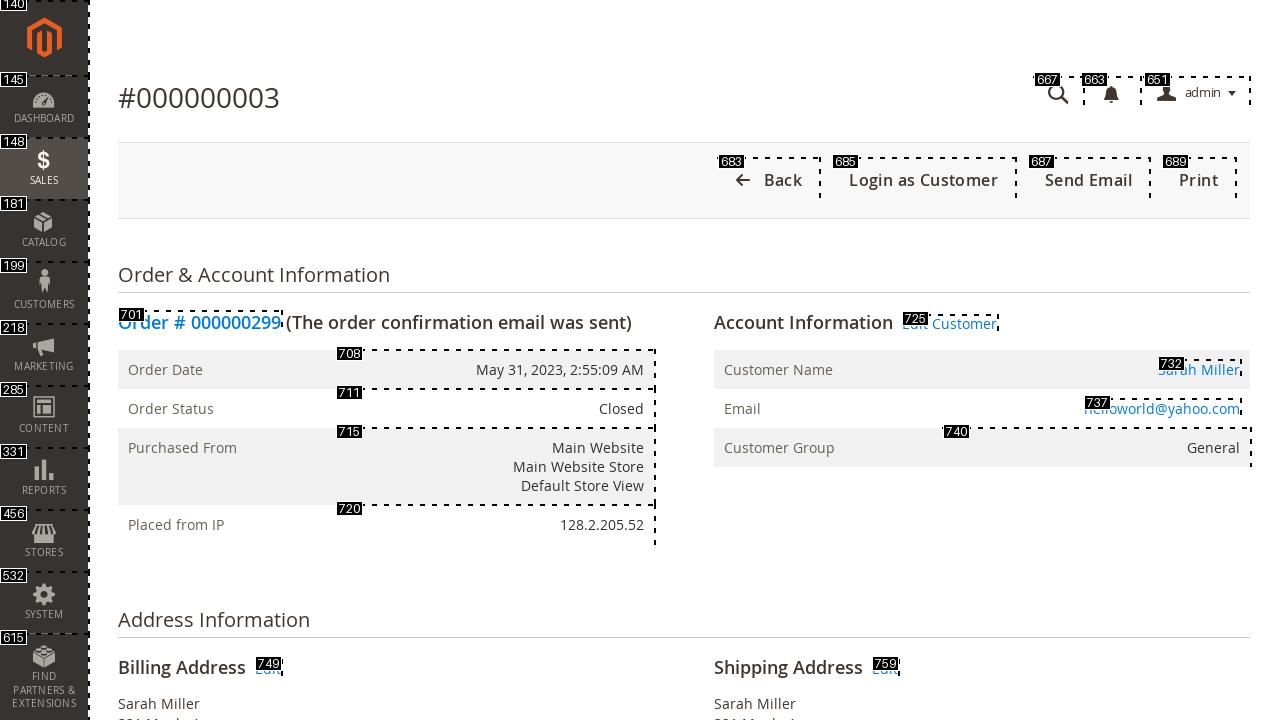 140
145
DASHBOARD
148
SALES
181
CATALOG
199
CUSTOMERS
218
MARKETING
285
CONTENT
331
REPORTS
456
STORES
532
SYSTEM
615
FIND
PARTNERS &
EXTENSIONS
#000000003
667
663
651
admin
683
Back
685
Login as Customer
687
Send Email
689
Print
Order & Account Information
701
Order # 000000299 (The order confirmation email was sent)
708
Order Date May 31, 2023, 2:55:09 AM
711
Order Status Closed
715
Purchased From Main Website
Main Website Store
Default Store View
720
Placed from IP 128.2.205.52
Account Information
725
Edit Customer
732
Customer Name Sarah Miller
737
Email helloworld@yahoo.com
740
Customer Group General
Address Information
Billing Address
749
Edit
Sarah Miller
Shipping Address
759
Edit
Sarah Miller